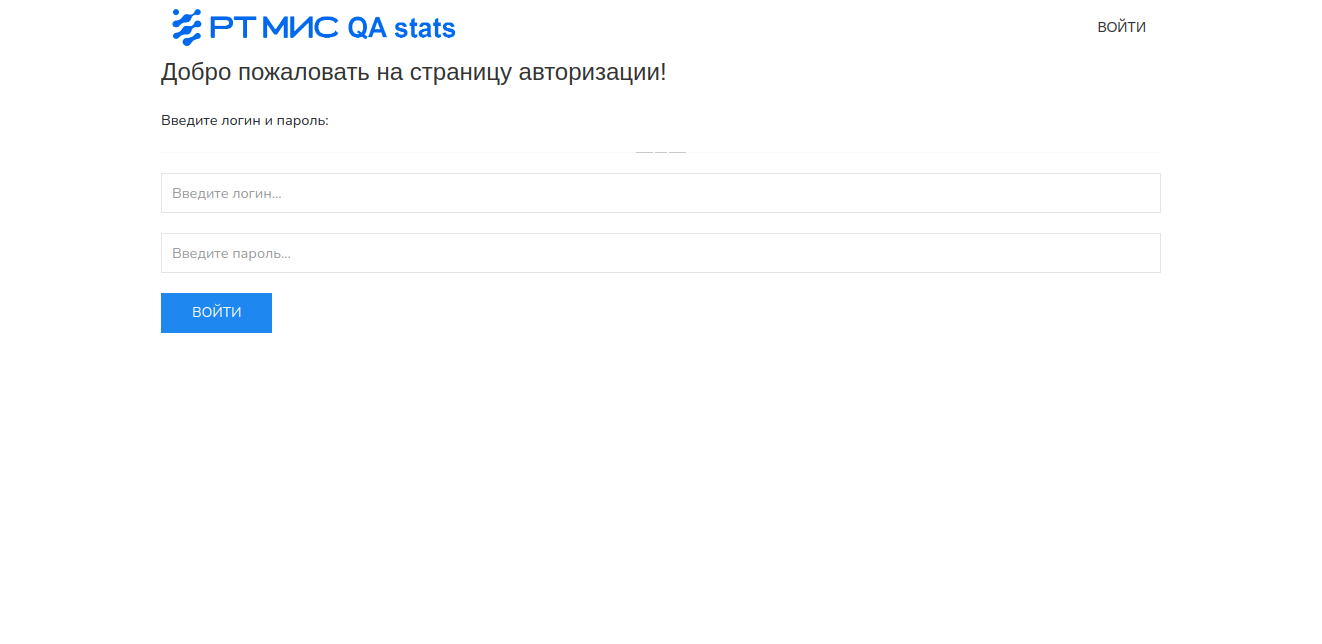 РТ МИС QA stats
ВОЙТИ
Добро пожаловать на страницу авторизации!
Введите логин и пароль:
Введите логин...
Введите пароль...
ВОЙТИ